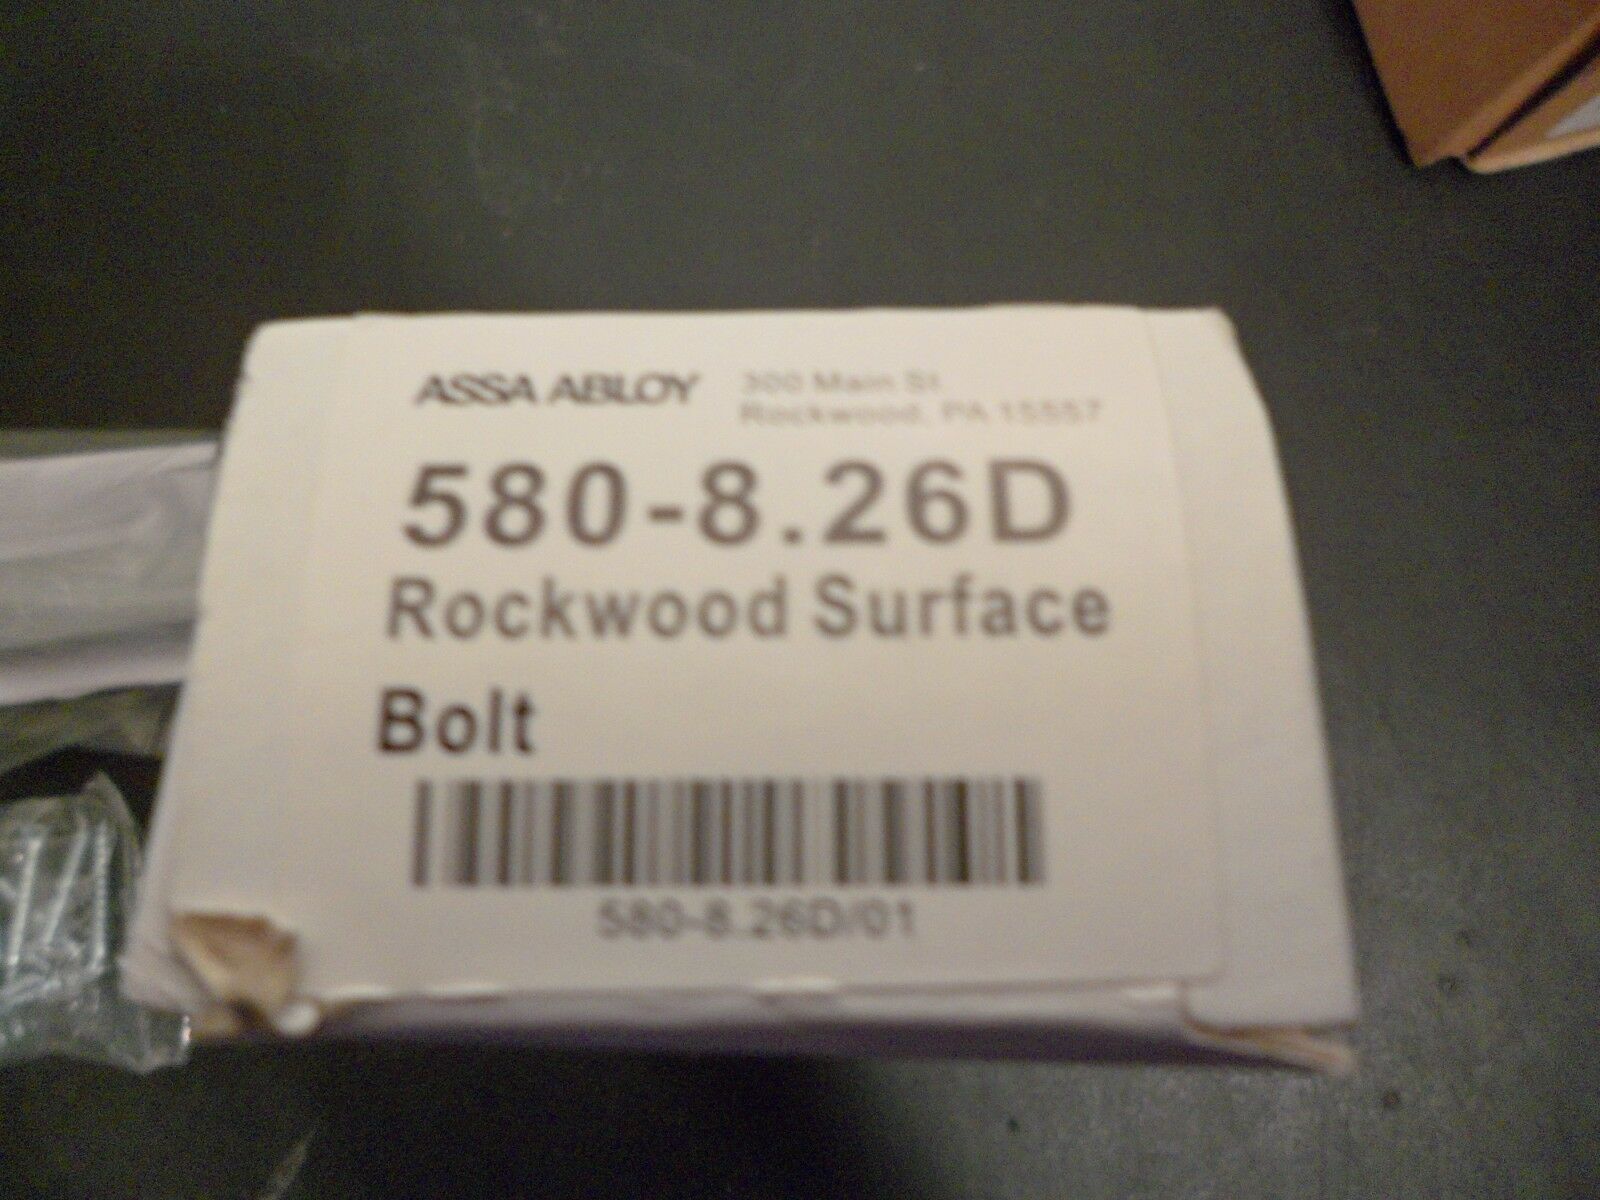 ASSA ABLOY
300 Main St
Rockwood, PA 15557
580-8.26D
Rockwood Surface
Bolt
580-8.26D/01